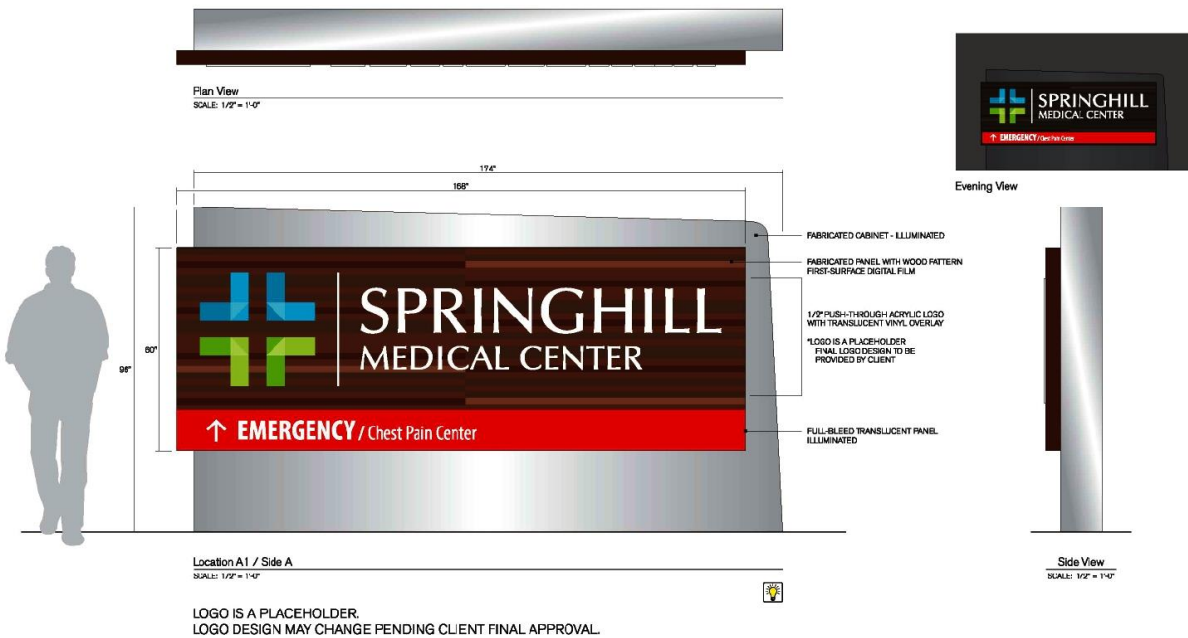 Plan View
SCALE: 1/2" = 1'-0"
SPRINGHILL
MEDICAL CENTER
↑ EMERGENCY / Chest Pain Center
Evening View
174"
168"
96"
60"
SPRINGHILL
MEDICAL CENTER
↑ EMERGENCY / Chest Pain Center
FABRICATED CABINET - ILLUMINATED
FABRICATED PANEL WITH WOOD PATTERN
FIRST-SURFACE DIGITAL FILM
1/2" PUSH-THROUGH ACRYLIC LOGO
WITH TRANSLUCENT VINYL OVERLAY
*LOGO IS A PLACEHOLDER
FINAL LOGO DESIGN TO BE
PROVIDED BY CLIENT
FULL-BLEED TRANSLUCENT PANEL
ILLUMINATED
Location A1 / Side A
SCALE: 1/2" = 1'-0"
Side View
SCALE: 1/2" = 1'-0"
LOGO IS A PLACEHOLDER.
LOGO DESIGN MAY CHANGE PENDING CLIENT FINAL APPROVAL.